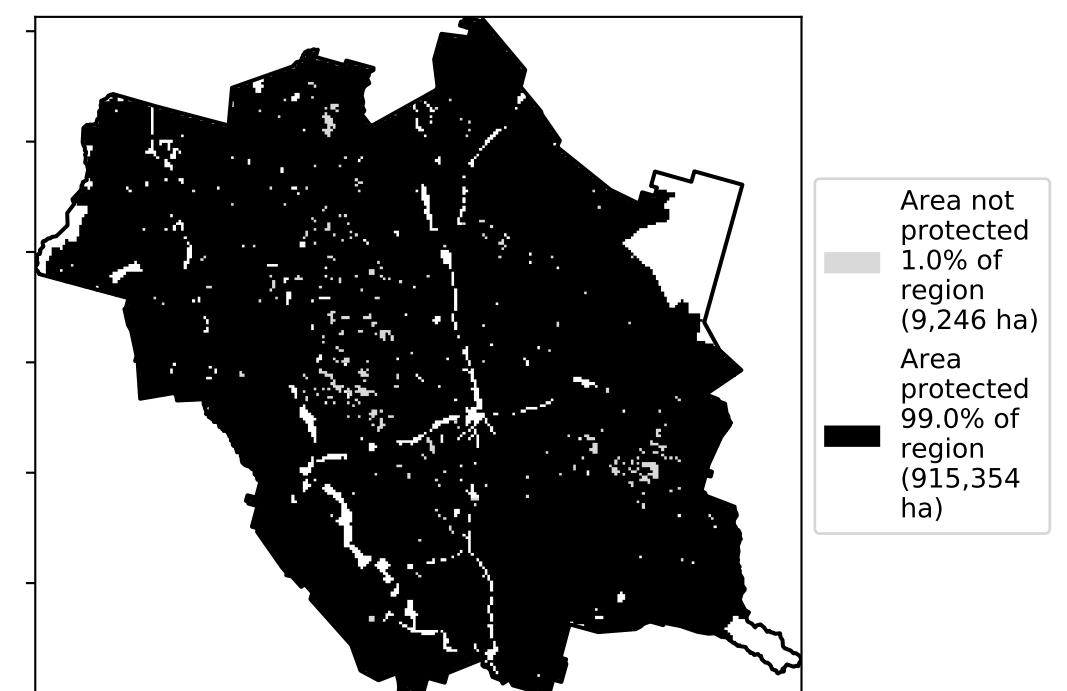 Area not
protected
1.0% of
region
(9,246 ha)
Area
protected
99.0% of
region
(915,354
ha)